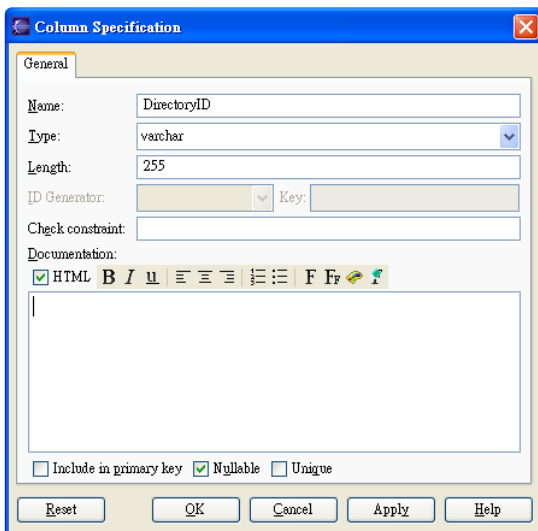 Column Specification
General
Name: DirectoryID
Type: varchar
Length: 255
ID Generator: Key:
Check constraint:
Documentation:
HTML B I u F FF
Include in primary key Nullable Unique
Reset OK Cancel Apply Help